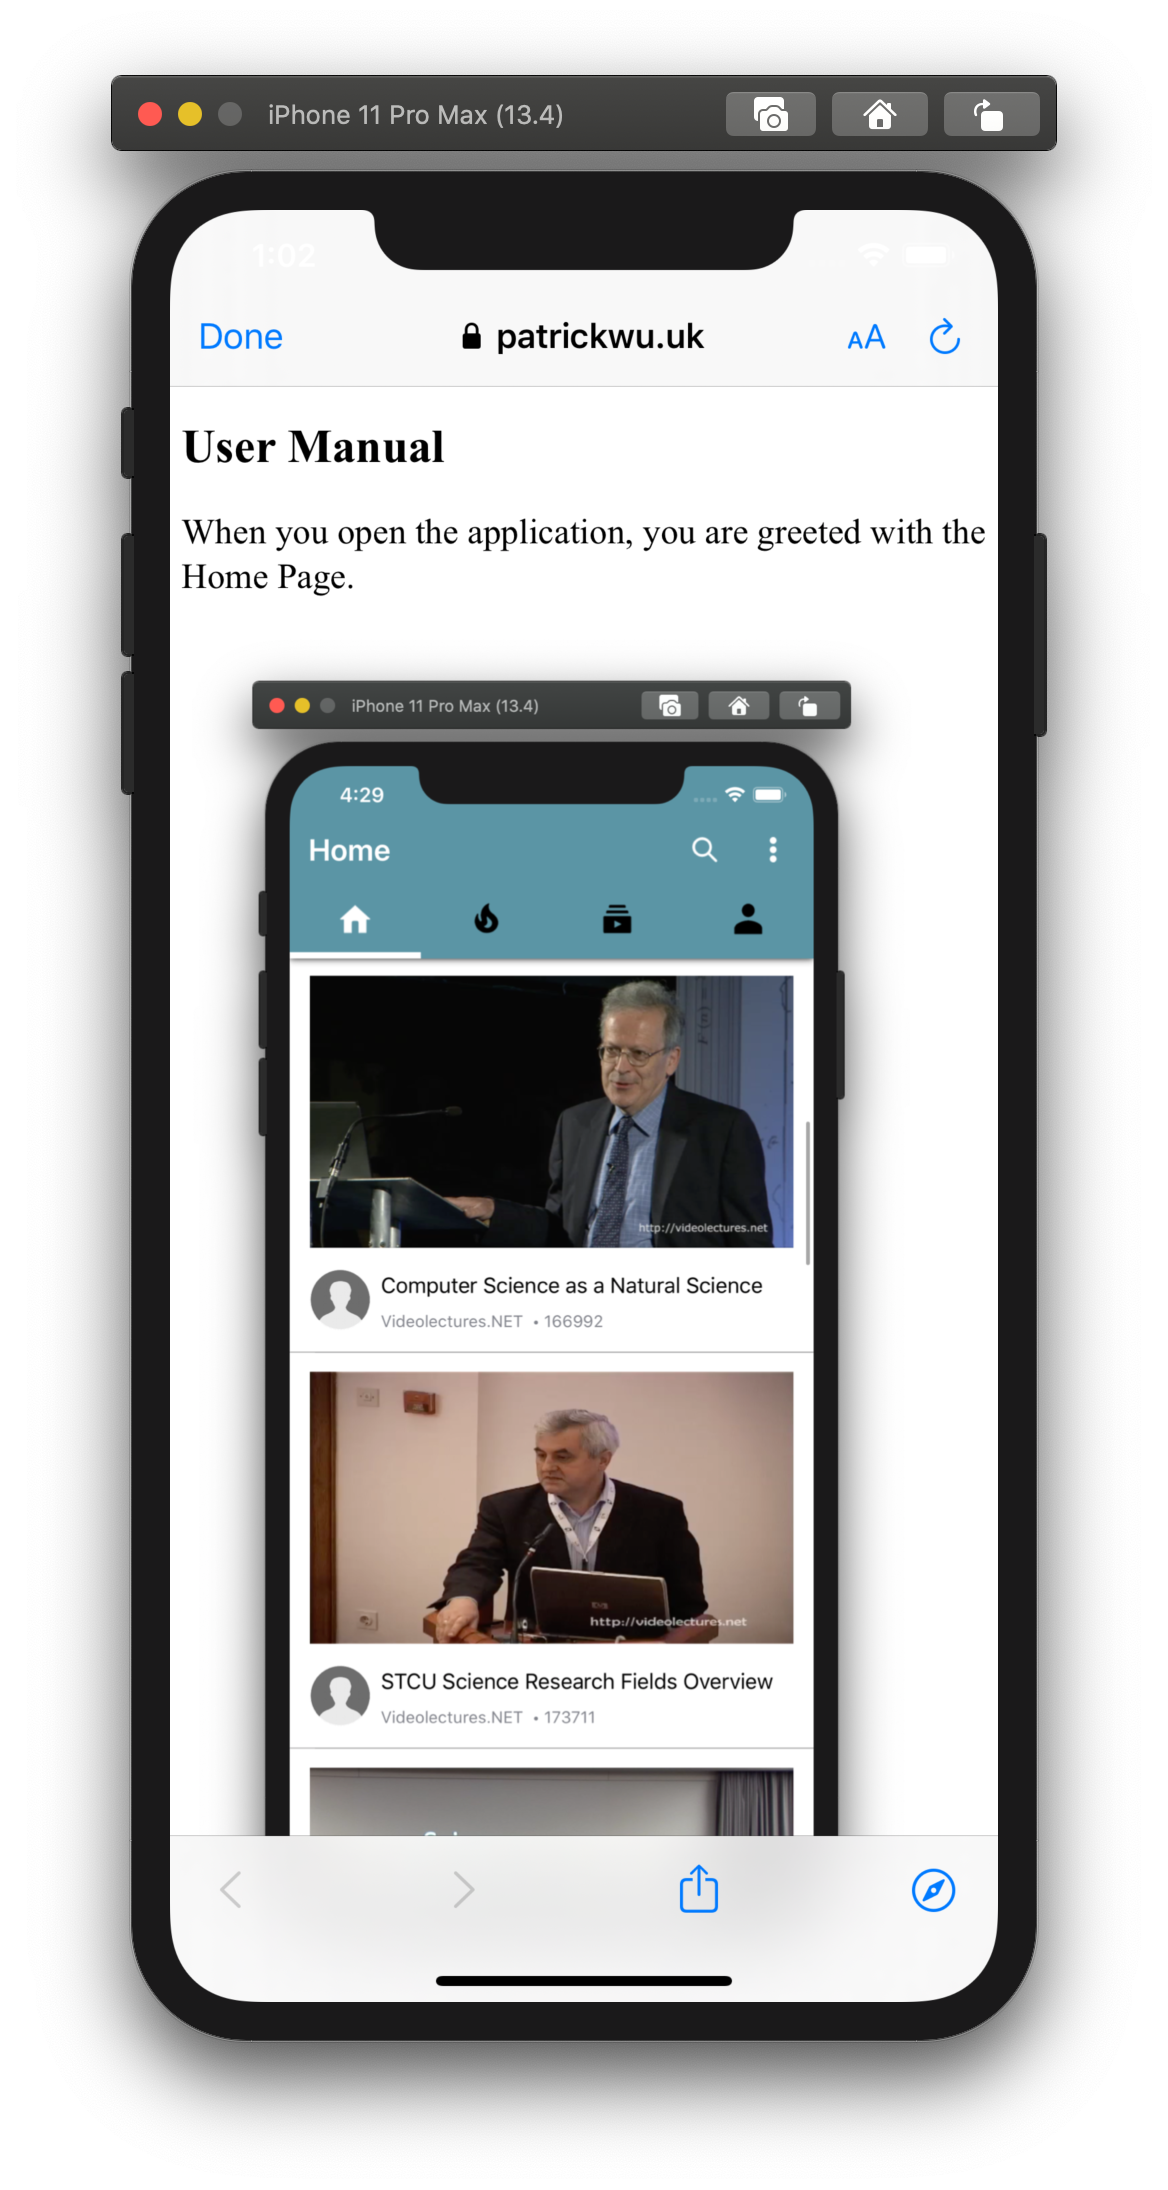 iPhone 11 Pro Max (13.4)
1:02
Done
patrickwu.uk
AA
User Manual
When you open the application, you are greeted with the
Home Page.
iPhone 11 Pro Max (13.4)
4:29
Home
http://videolectures.net
Computer Science as a Natural Science
Videolectures.NET • 166992
http://videolectures.net
STCU Science Research Fields Overview
Videolectures.NET • 173711